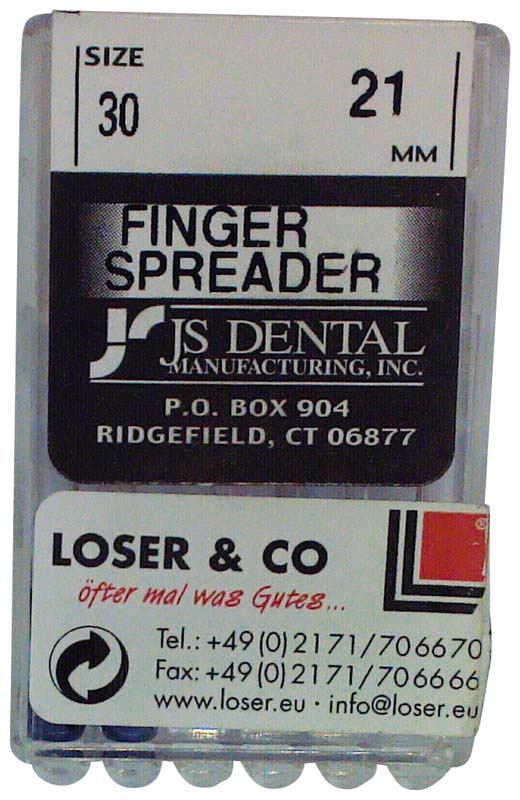 SIZE
30
21
MM
FINGER
SPREADER
JS DENTAL
MANUFACTURING, INC.
P.O. BOX 904
RIDGEFIELD, CT 06877
LOSER & CO
öfter mal was Gutes...
®
Tel.: +49 (0) 2171/706670
Fax: +49 (0) 2171/706666
www.loser.eu · info@loser.eu